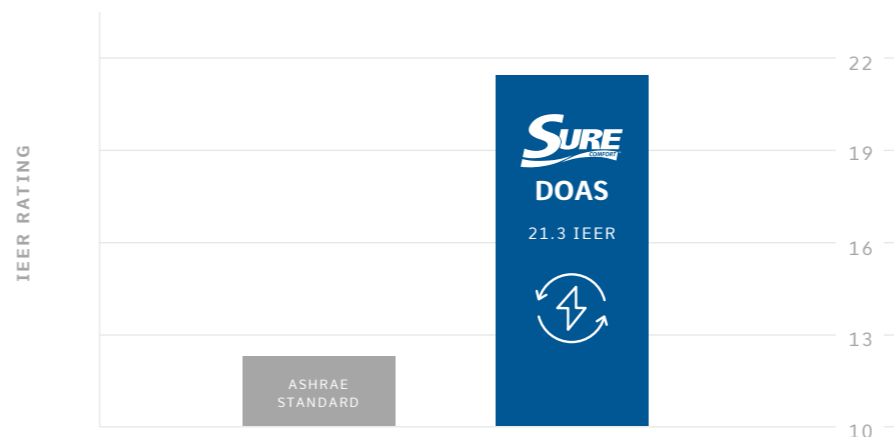 IEER RATING
22
19
16
13
10
SURE
COMFORT
DOAS
21.3 IEER
ASHRAE
STANDARD